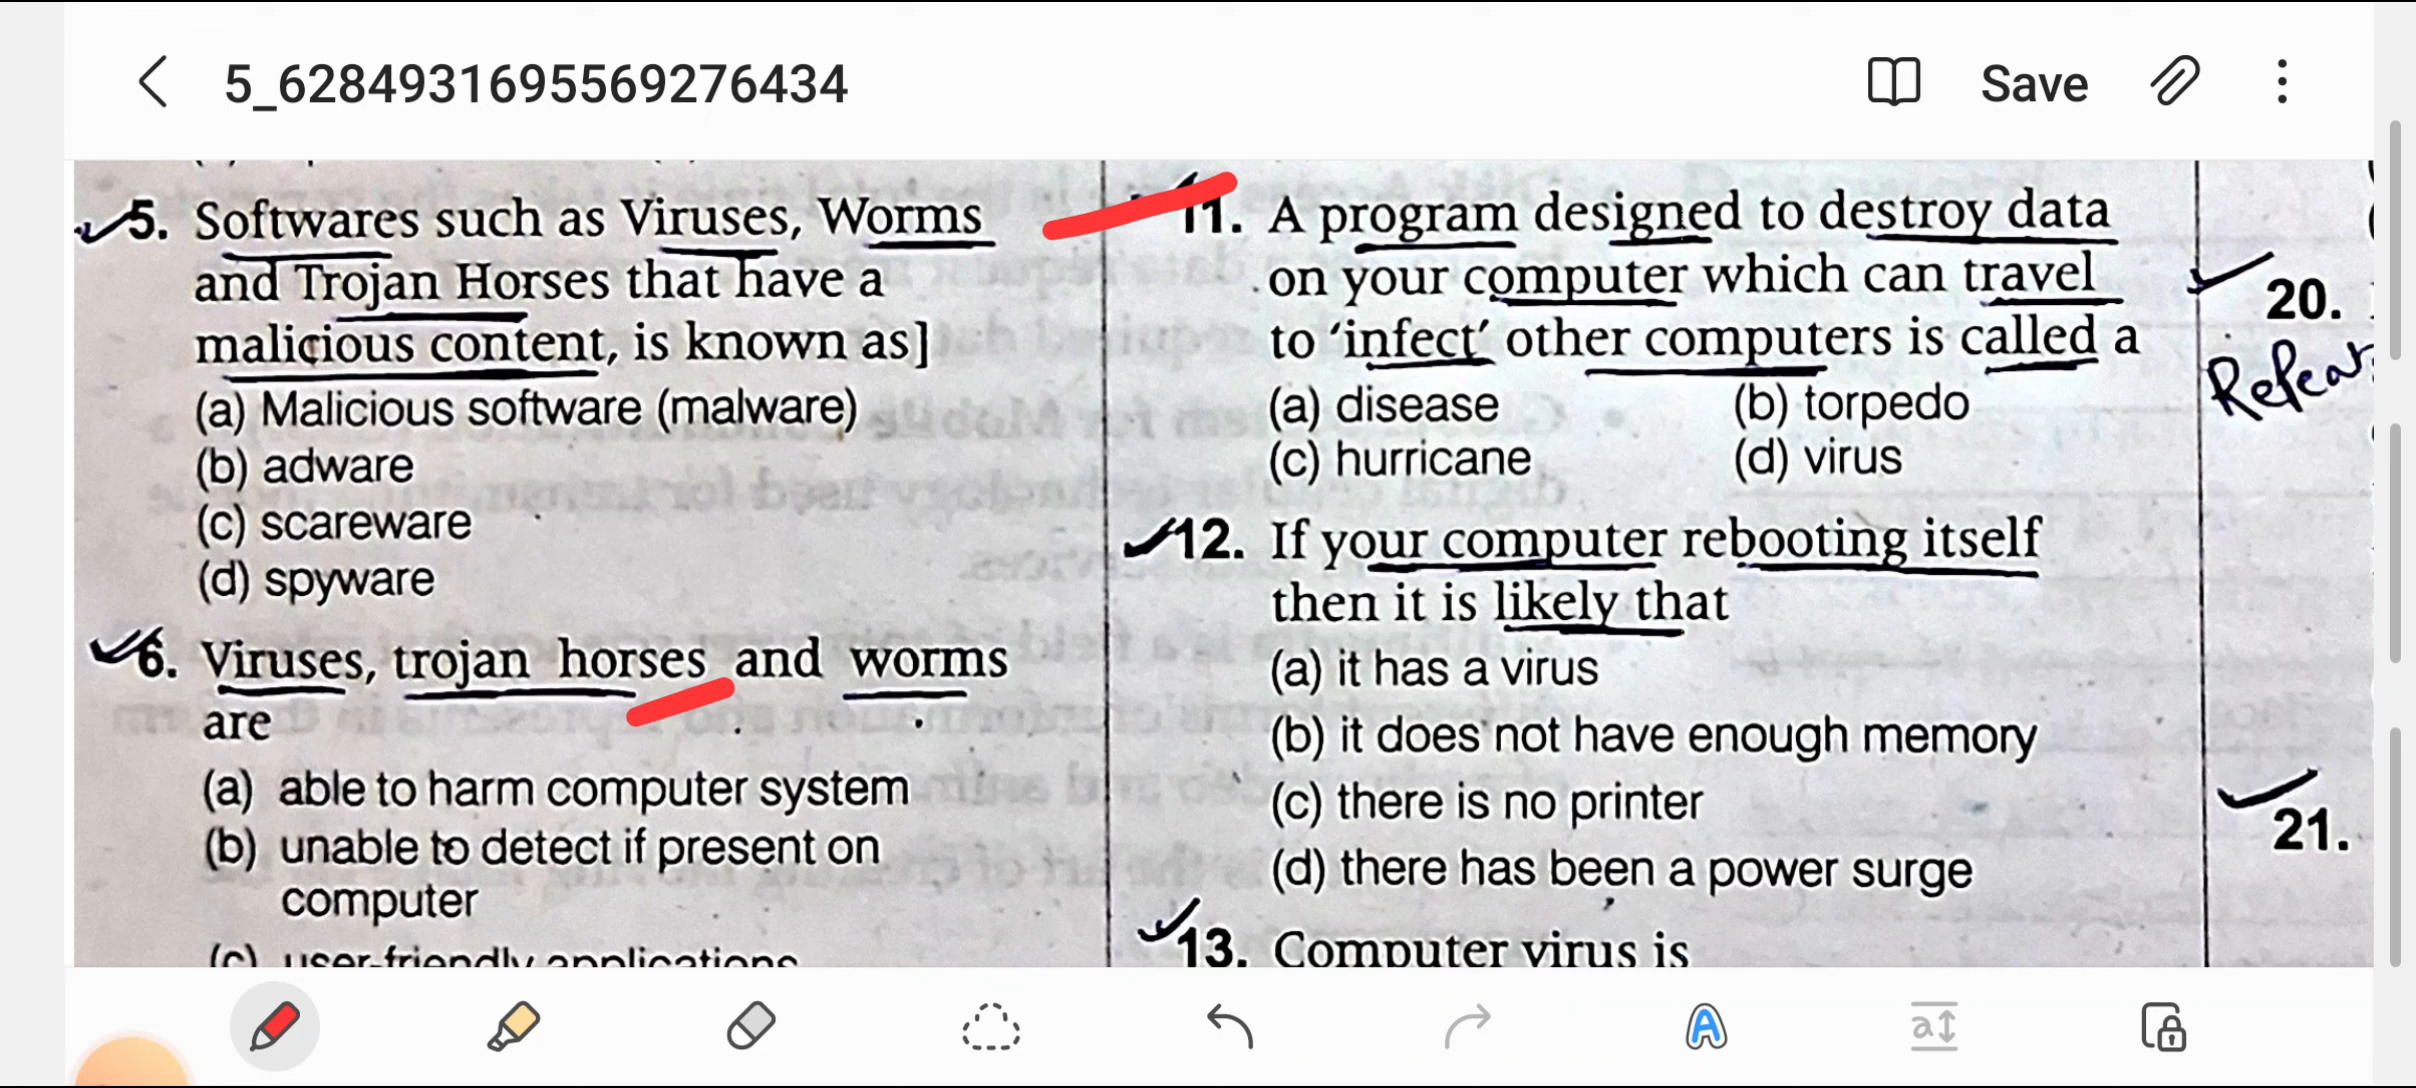 5_6284931695569276434
Save
5. Softwares such as Viruses, Worms
and Trojan Horses that have a
malicious content, is known as]
(a) Malicious software (malware)
(b) adware
(c) scareware
(d) spyware
6. Viruses, trojan horses and worms
are
(a) able to harm computer system
(b) unable to detect if present on
computer
(c) user-friendly applications
11. A program designed to destroy data
on your computer which can travel
to ‘infect’ other computers is called a
(a) disease (b) torpedo
(c) hurricane (d) virus
12. If your computer rebooting itself
then it is likely that
(a) it has a virus
(b) it does not have enough memory
(c) there is no printer
(d) there has been a power surge
13. Computer virus is
20.
21.